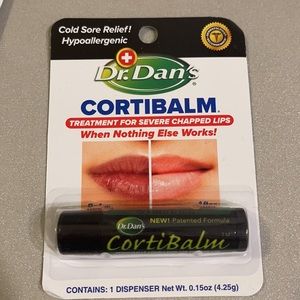 Cold Sore Relief!
Hypoallergenic
Dr. Dan's®
CORTIBALM
TREATMENT FOR SEVERE CHAPPED LIPS
When Nothing Else Works!
NEW! Patented Formula
Dr. Dan's
CortiBalm
CONTAINS: 1 DISPENSER Net Wt. 0.15oz (4.25g)